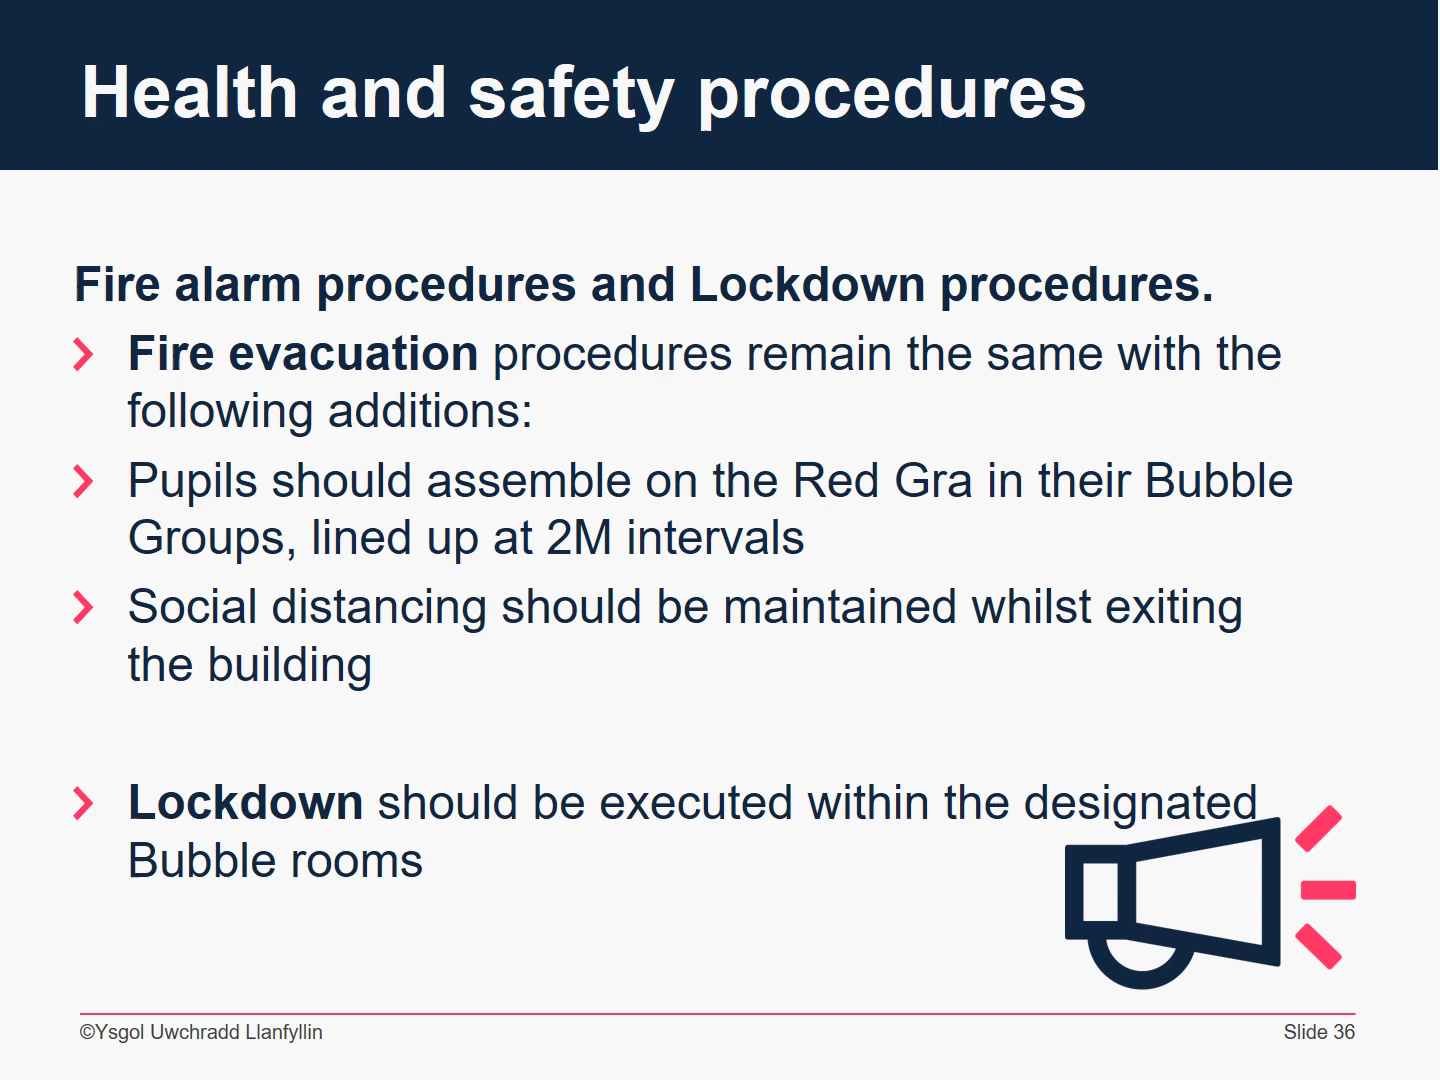 Health and safety procedures
Fire alarm procedures and Lockdown procedures.
Fire evacuation procedures remain the same with the
following additions:
Pupils should assemble on the Red Gra in their Bubble
Groups, lined up at 2M intervals
Social distancing should be maintained whilst exiting
the building
Lockdown should be executed within the designated
Bubble rooms
©Ysgol Uwchradd Llanfyllin
Slide 36